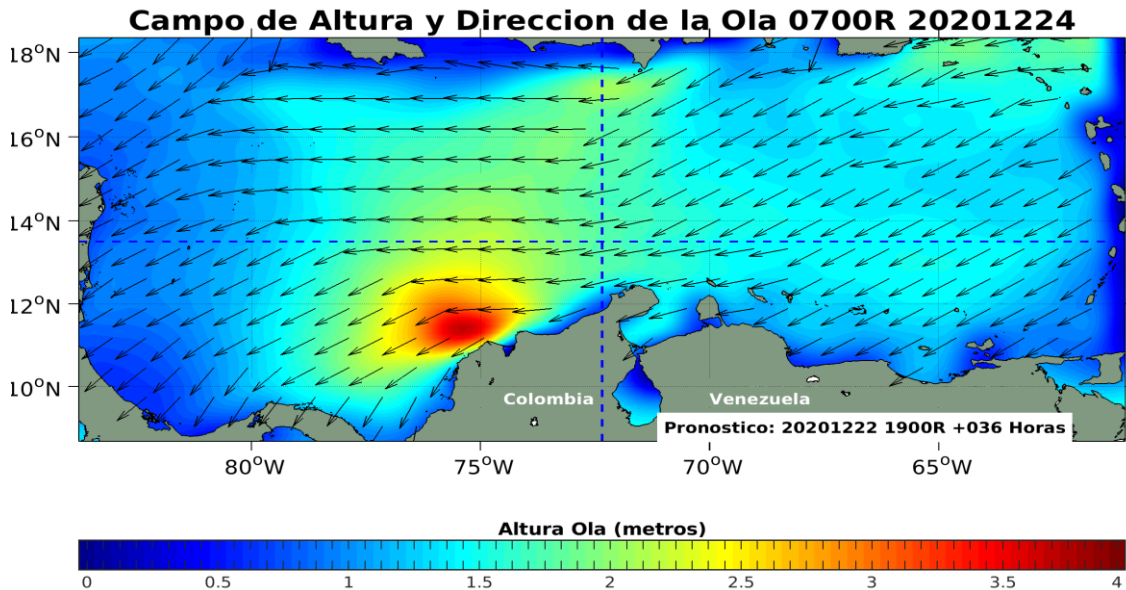 Campo de Altura y Direccion de la Ola 0700R 20201224
18°N
16°N
14°N
12°N
10°N
Colombia
Venezuela
Pronostico: 20201222 1900R +036 Horas
80°W 75°W 70°W 65°W
Altura Ola (metros)
0 0.5 1 1.5 2 2.5 3 3.5 4